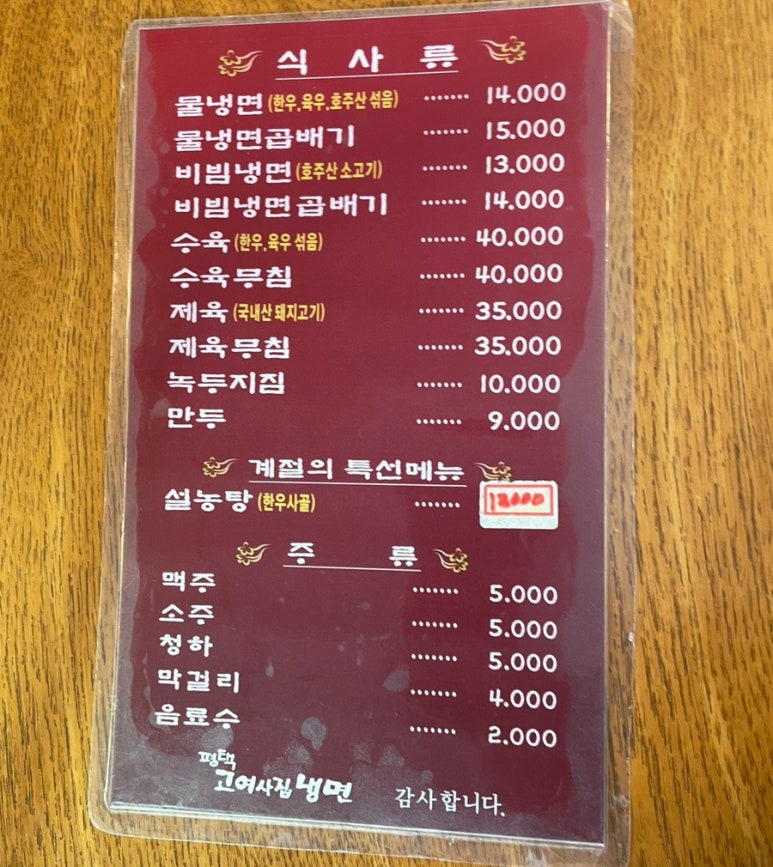 식 사 류
물냉면(한우.육우.호주산 섞음) ······· 14.000
물냉면곱배기 ······· 15.000
비빔냉면(호주산 소고기) ······· 13.000
비빔냉면곱배기 ······· 14.000
수육(한우.육우 섞음) ······· 40.000
수육무침 ······· 40.000
제육(국내산 돼지고기) ······· 35.000
제육무침 ······· 35.000
녹두지짐 ······· 10.000
만두 ······· 9.000
계절의 특선메뉴
설농탕(한우사골) ······· 12000
주 류
맥주 ······· 5.000
소주 ······· 5.000
청하 ······· 5.000
막걸리 ······· 4.000
음료수 ······· 2.000
평택
고여사집냉면 감사합니다.